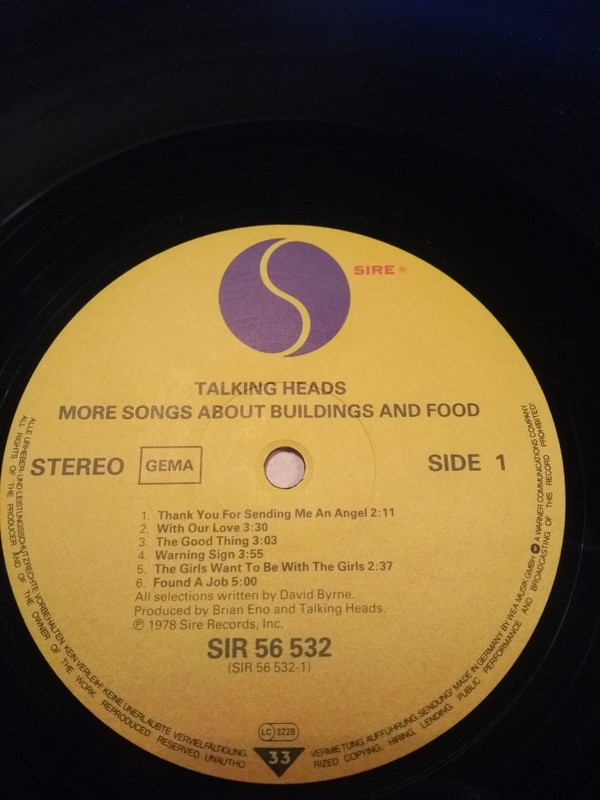 SIRE®
TALKING HEADS
MORE SONGS ABOUT BUILDINGS AND FOOD
STEREO
GEMA
SIDE 1
1. Thank You For Sending Me An Angel 2:11
2. With Our Love 3:30
3. The Good Thing 3:03
4. Warning Sign 3:55
5. The Girls Want To Be With The Girls 2:37
6. Found A Job 5:00
All selections written by David Byrne.
Produced by Brian Eno and Talking Heads.
℗ 1978 Sire Records, Inc.
SIR 56 532
(SIR 56 532-1)
LC 3228
33
ALLE URHEBER- UND LEISTUNGSSCHUTZRECHTE VORBEHALTEN. KEIN VERLEIH! KEINE UNERLAUBTE VERVIELFÄLTIGUNG, VERMIETUNG, AUFFÜHRUNG, SENDUNG! MADE IN GERMANY BY WEA MUSIK GMBH A WARNER COMMUNICATIONS COMPANY
ALL RIGHTS OF THE PRODUCER AND OF THE OWNER OF THE WORK REPRODUCED RESERVED UNAUTHORIZED COPYING, HIRING, LENDING, PUBLIC PERFORMANCE AND BROADCASTING OF THIS RECORD PROHIBITED!